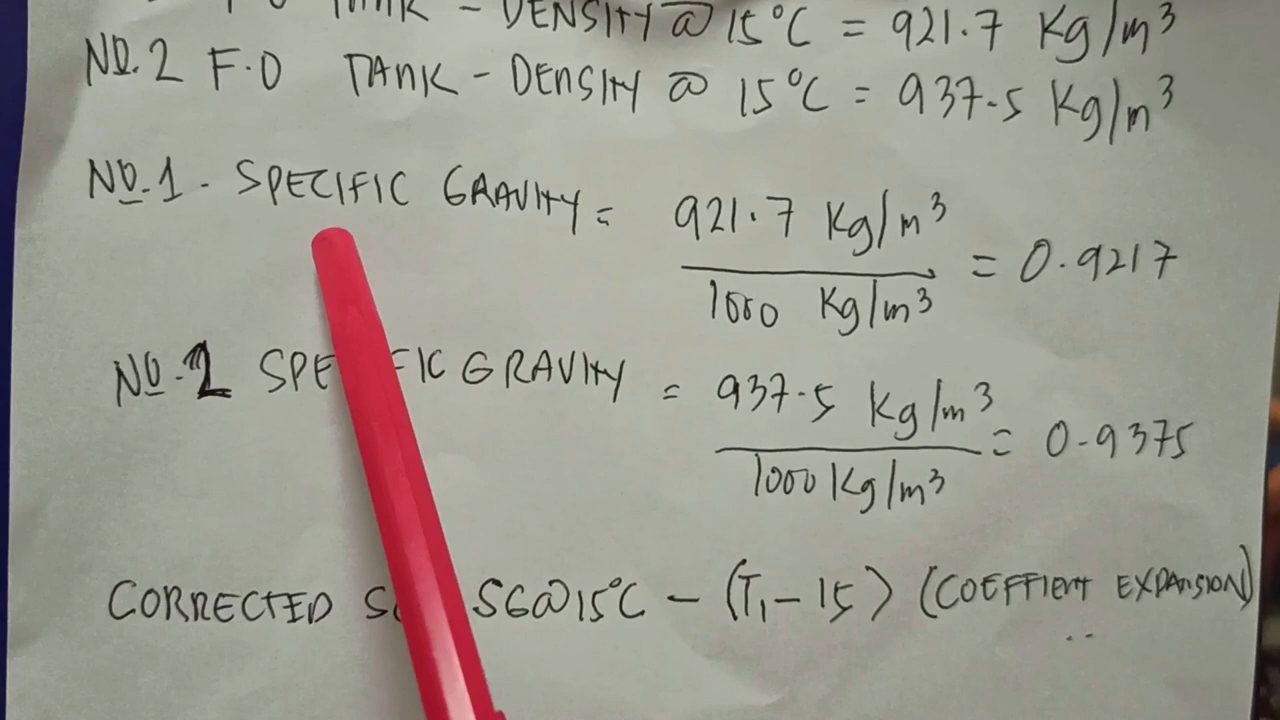 F·O TANK - DENSITY @ 15°C = 921.7 Kg/m³
NO. 2 F.O TANK - DENSITY @ 15°C = 937.5 Kg/m³
NO.1 - SPECIFIC GRAVITY = 921.7 Kg/m³ / 1000 Kg/m³ = 0.9217
NO.2 SPE FIC GRAVITY = 937.5 Kg/m³ / 1000 Kg/m³ = 0.9375
CORRECTED SG@15°C - (T₁-15) (COEFFIENT EXPANSION)